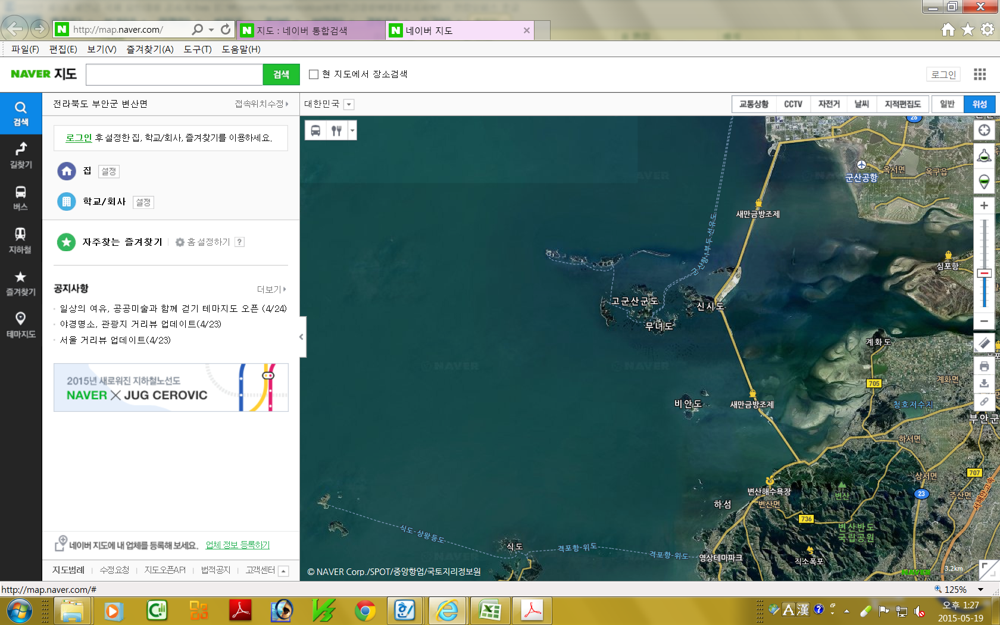 http://map.naver.com/
지도 : 네이버 통합검색
네이버 지도
파일(F) 편집(E) 보기(V) 즐겨찾기(A) 도구(T) 도움말(H)
NAVER 지도
검색
현 지도에서 장소검색
로그인
검색
길찾기
버스
지하철
즐겨찾기
테마지도
전라북도 부안군 변산면
접속위치수정
로그인 후 설정한 집, 학교/회사, 즐겨찾기를 이용하세요.
집 설정
학교/회사 설정
자주찾는 즐겨찾기 홈 설정하기 ?
공지사항 더보기
일상의 여유, 공공미술과 함께 걷기 테마지도 오픈 (4/24)
야경명소, 관광지 거리뷰 업데이트(4/23)
서울 거리뷰 업데이트(4/23)
2015년 새로워진 지하철노선도
NAVER X JUG CEROVIC
네이버 지도에 내 업체를 등록해 보세요. 업체 정보 등록하기
지도범례 수정요청 지도오픈API 법적공지 고객센터
대한민국
교통상황 CCTV 자전거 날씨 지적편집도 일반 위성
26
군산공항
옥서면
옥구읍
새만금방조제
군산항1부두-선유도
심포항
고군산군도
신시도
무녀도
계화도
705
계화면
청호저수지
부안군
비안도
새만금방조제
하서면
상서면
707
변산해수욕장
변산면
변산
23
주산면
서해안고속
하섬
736
변산반도
국립공원
식도-상왕등도
식도
격포항-위도
격포항-위도
영상테마파크
직소폭포
NAVER
3.2km
© NAVER Corp./SPOT/중앙항업/국토지리정보원
http://map.naver.com/#
125%
A 漢
오후 1:27
2015-05-19